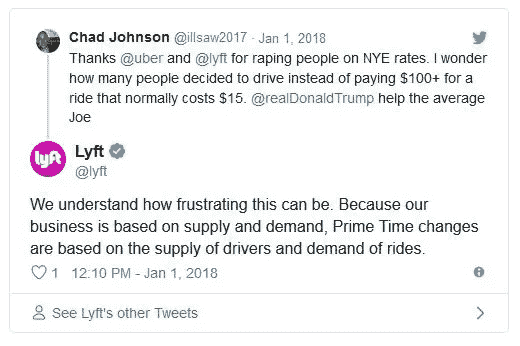 Chad Johnson @illsaw2017 · Jan 1, 2018
Thanks @uber and @lyft for raping people on NYE rates. I wonder
how many people decided to drive instead of paying $100+ for a
ride that normally costs $15. @realDonaldTrump help the average
Joe
lyft
Lyft
@lyft
We understand how frustrating this can be. Because our
business is based on supply and demand, Prime Time changes
are based on the supply of drivers and demand of rides.
1 12:10 PM - Jan 1, 2018
See Lyft's other Tweets